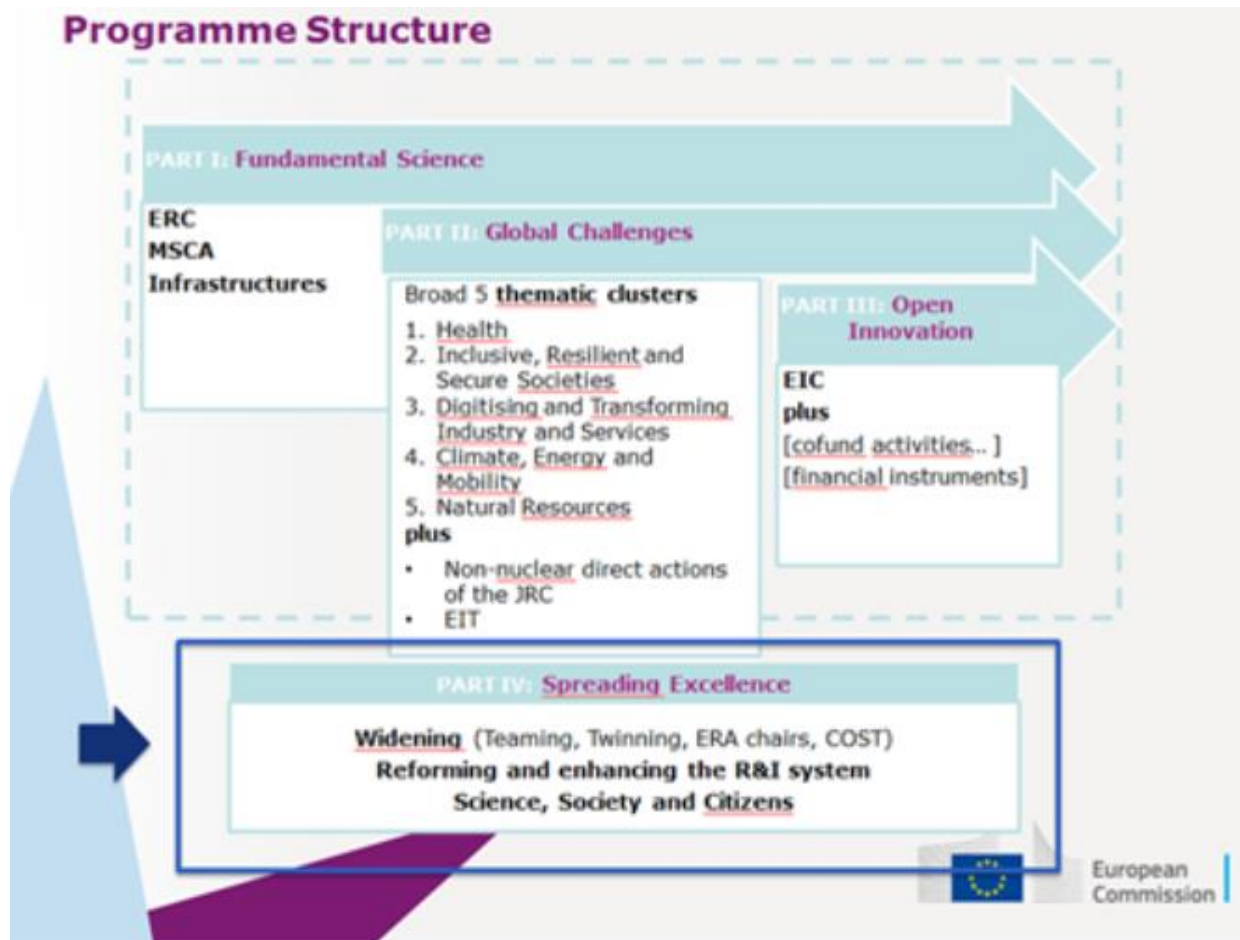 Programme Structure
PART I: Fundamental Science
ERC
MSCA
Infrastructures
PART II: Global Challenges
Broad 5 thematic clusters
1. Health
2. Inclusive, Resilient and
Secure Societies
3. Digitising and Transforming
Industry and Services
4. Climate, Energy and
Mobility
5. Natural Resources
plus
• Non-nuclear direct actions
of the JRC
• EIT
PART III: Open
Innovation
EIC
plus
[cofund activities... ]
[financial instruments]
PART IV: Spreading Excellence
Widening (Teaming, Twinning, ERA chairs, COST)
Reforming and enhancing the R&I system
Science, Society and Citizens
European
Commission